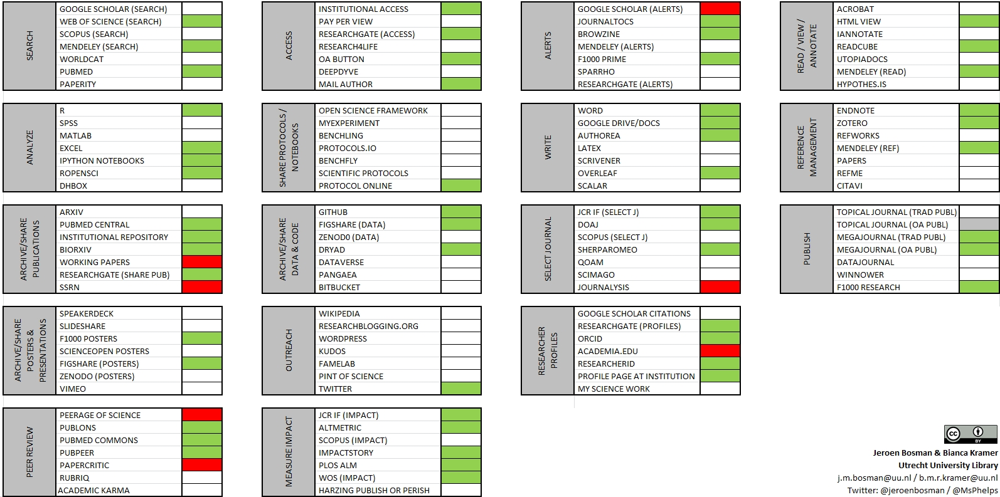 SEARCH
GOOGLE SCHOLAR (SEARCH)
WEB OF SCIENCE (SEARCH)
SCOPUS (SEARCH)
MENDELEY (SEARCH)
WORLDCAT
PUBMED
PAPERITY
ACCESS
INSTITUTIONAL ACCESS
PAY PER VIEW
RESEARCHGATE (ACCESS)
RESEARCH4LIFE
OA BUTTON
DEEPDYVE
MAIL AUTHOR
ALERTS
GOOGLE SCHOLAR (ALERTS)
JOURNALTOCS
BROWZINE
MENDELEY (ALERTS)
F1000 PRIME
SPARRHO
RESEARCHGATE (ALERTS)
READ / VIEW /
ANNOTATE
ACROBAT
HTML VIEW
IANNOTATE
READCUBE
UTOPIADOCS
MENDELEY (READ)
HYPOTHES.IS
ANALYZE
R
SPSS
MATLAB
EXCEL
IPYTHON NOTEBOOKS
ROPENSCI
DHBOX
SHARE PROTOCOLS /
NOTEBOOKS
OPEN SCIENCE FRAMEWORK
MYEXPERIMENT
BENCHLING
PROTOCOLS.IO
BENCHFLY
SCIENTIFIC PROTOCOLS
PROTOCOL ONLINE
WRITE
WORD
GOOGLE DRIVE/DOCS
AUTHOREA
LATEX
SCRIVENER
OVERLEAF
SCALAR
REFERENCE
MANAGEMENT
ENDNOTE
ZOTERO
REFWORKS
MENDELEY (REF)
PAPERS
REFME
CITAVI
ARCHIVE/SHARE
PUBLICATIONS
ARXIV
PUBMED CENTRAL
INSTITUTIONAL REPOSITORY
BIORXIV
WORKING PAPERS
RESEARCHGATE (SHARE PUB)
SSRN
ARCHIVE/SHARE
DATA & CODE
GITHUB
FIGSHARE (DATA)
ZENOD0 (DATA)
DRYAD
DATAVERSE
PANGAEA
BITBUCKET
SELECT JOURNAL
JCR IF (SELECT J)
DOAJ
SCOPUS (SELECT J)
SHERPAROMEO
QOAM
SCIMAGO
JOURNALYSIS
PUBLISH
TOPICAL JOURNAL (TRAD PUBL)
TOPICAL JOURNAL (OA PUBL)
MEGAJOURNAL (TRAD PUBL)
MEGAJOURNAL (OA PUBL)
DATAJOURNAL
WINNOWER
F1000 RESEARCH
ARCHIVE/SHARE
POSTERS &
PRESENTATIONS
SPEAKERDECK
SLIDESHARE
F1000 POSTERS
SCIENCEOPEN POSTERS
FIGSHARE (POSTERS)
ZENODO (POSTERS)
VIMEO
OUTREACH
WIKIPEDIA
RESEARCHBLOGGING.ORG
WORDPRESS
KUDOS
FAMELAB
PINT OF SCIENCE
TWITTER
RESEARCHER
PROFILES
GOOGLE SCHOLAR CITATIONS
RESEARCHGATE (PROFILES)
ORCID
ACADEMIA.EDU
RESEARCHERID
PROFILE PAGE AT INSTITUTION
MY SCIENCE WORK
PEER REVIEW
PEERAGE OF SCIENCE
PUBLONS
PUBMED COMMONS
PUBPEER
PAPERCRITIC
RUBRIQ
ACADEMIC KARMA
MEASURE IMPACT
JCR IF (IMPACT)
ALTMETRIC
SCOPUS (IMPACT)
IMPACTSTORY
PLOS ALM
WOS (IMPACT)
HARZING PUBLISH OR PERISH
CC
BY
Jeroen Bosman & Bianca Kramer
Utrecht University Library
j.m.bosman@uu.nl / b.m.r.kramer@uu.nl
Twitter: @jeroenbosman / @MsPhelps